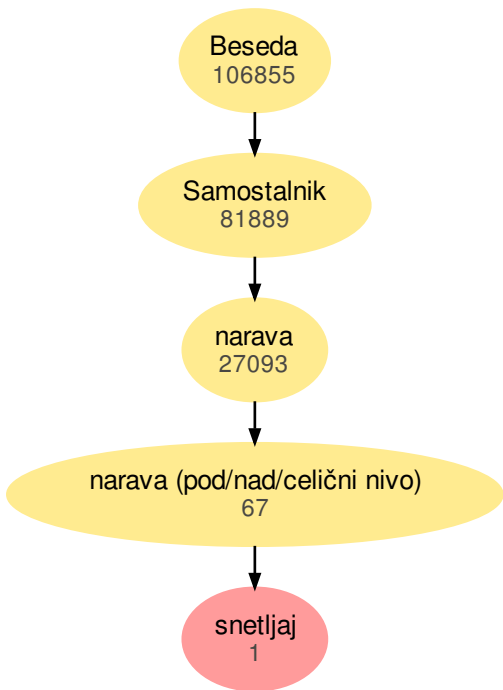 Beseda
106855
Samostalnik
81889
narava
27093
narava (pod/nad/celični nivo)
67
snetljaj
1